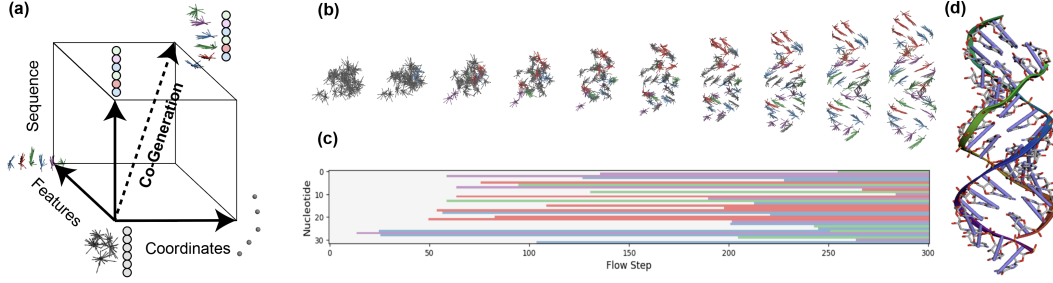 (a)
Sequence
Co-Generation
Features
Coordinates
(b)
(c)
Nucleotide
0
10
20
30
0 50 100 150 200 250 300
Flow Step
(d)